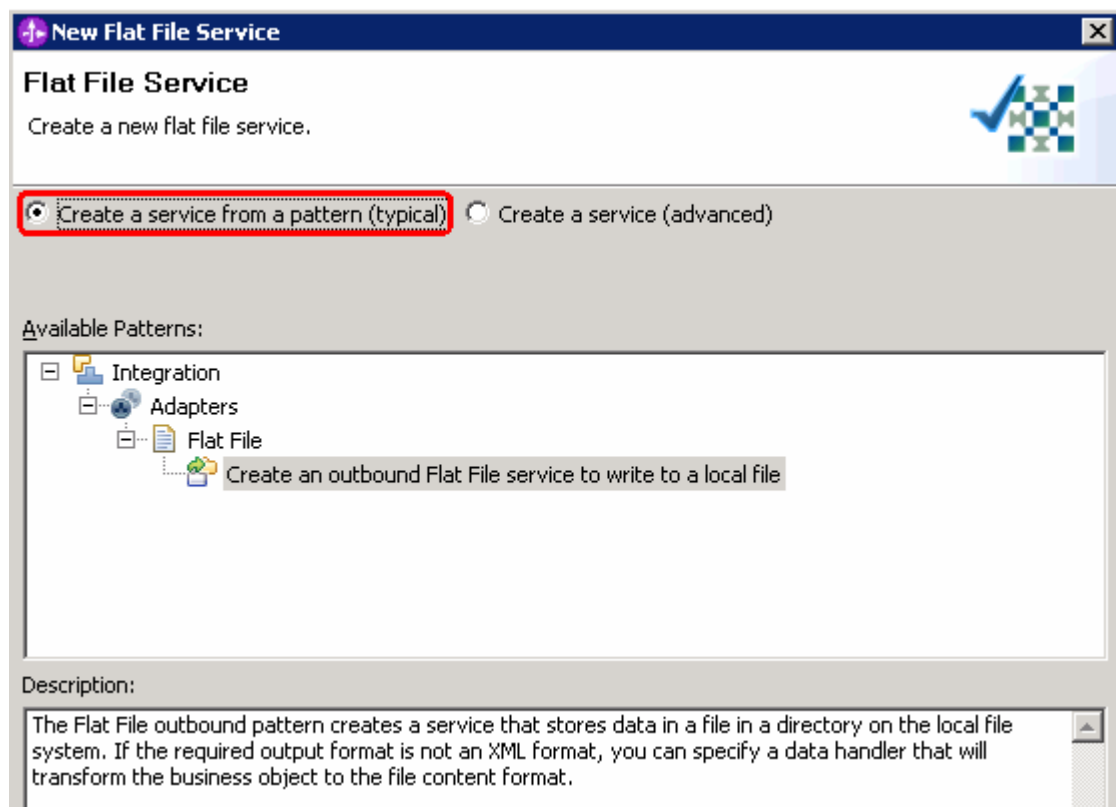 New Flat File Service
Flat File Service
Create a new flat file service.
Create a service from a pattern (typical) Create a service (advanced)
Available Patterns:
Integration
Adapters
Flat File
Create an outbound Flat File service to write to a local file
Description:
The Flat File outbound pattern creates a service that stores data in a file in a directory on the local file
system. If the required output format is not an XML format, you can specify a data handler that will
transform the business object to the file content format.